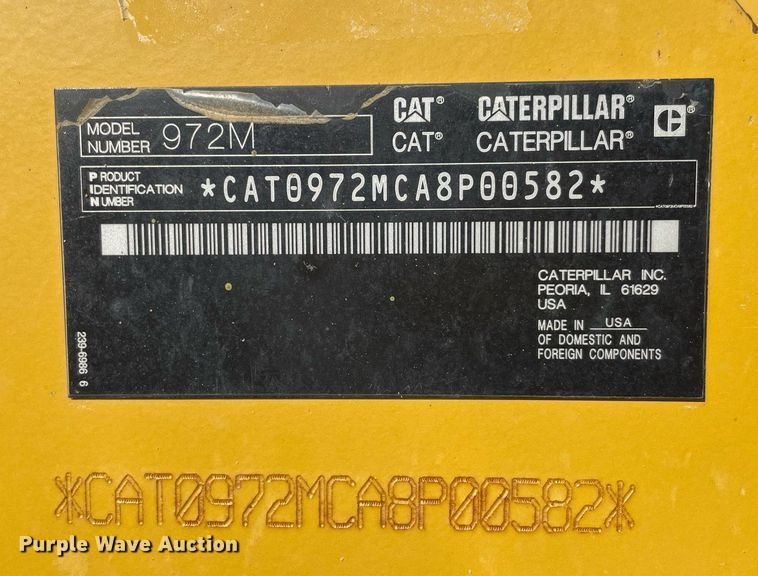 MODEL NUMBER 972M
CAT CATERPILLAR®
CAT® CATERPILLAR®
PRODUCT IDENTIFICATION NUMBER *CAT0972MCA8P00582*
CATERPILLAR INC.
PEORIA, IL 61629
USA
MADE IN USA
OF DOMESTIC AND
FOREIGN COMPONENTS
239-6986 6
*CAT0972MCA8P00582*
Purple Wave Auction